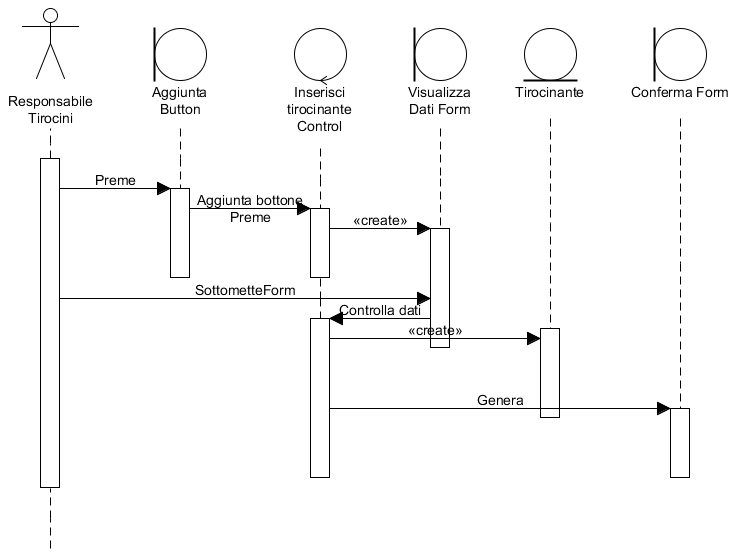 Responsabile
Tirocini
Aggiunta
Button
Inserisci
tirocinante
Control
Visualizza
Dati Form
Tirocinante
Conferma Form
Preme
Aggiunta bottone
Preme
«create»
SottometteForm
Controlla dati
«create»
Genera